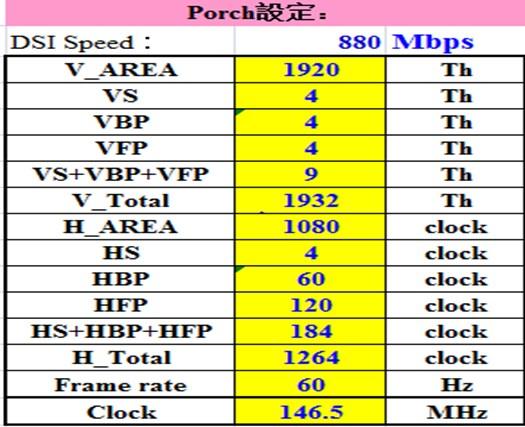 Porch設定：
DSI Speed： 880 Mbps
V_AREA 1920 Th
VS 4 Th
VBP 4 Th
VFP 4 Th
VS+VBP+VFP 9 Th
V_Total 1932 Th
H_AREA 1080 clock
HS 4 clock
HBP 60 clock
HFP 120 clock
HS+HBP+HFP 184 clock
H_Total 1264 clock
Frame rate 60 Hz
Clock 146.5 MHz